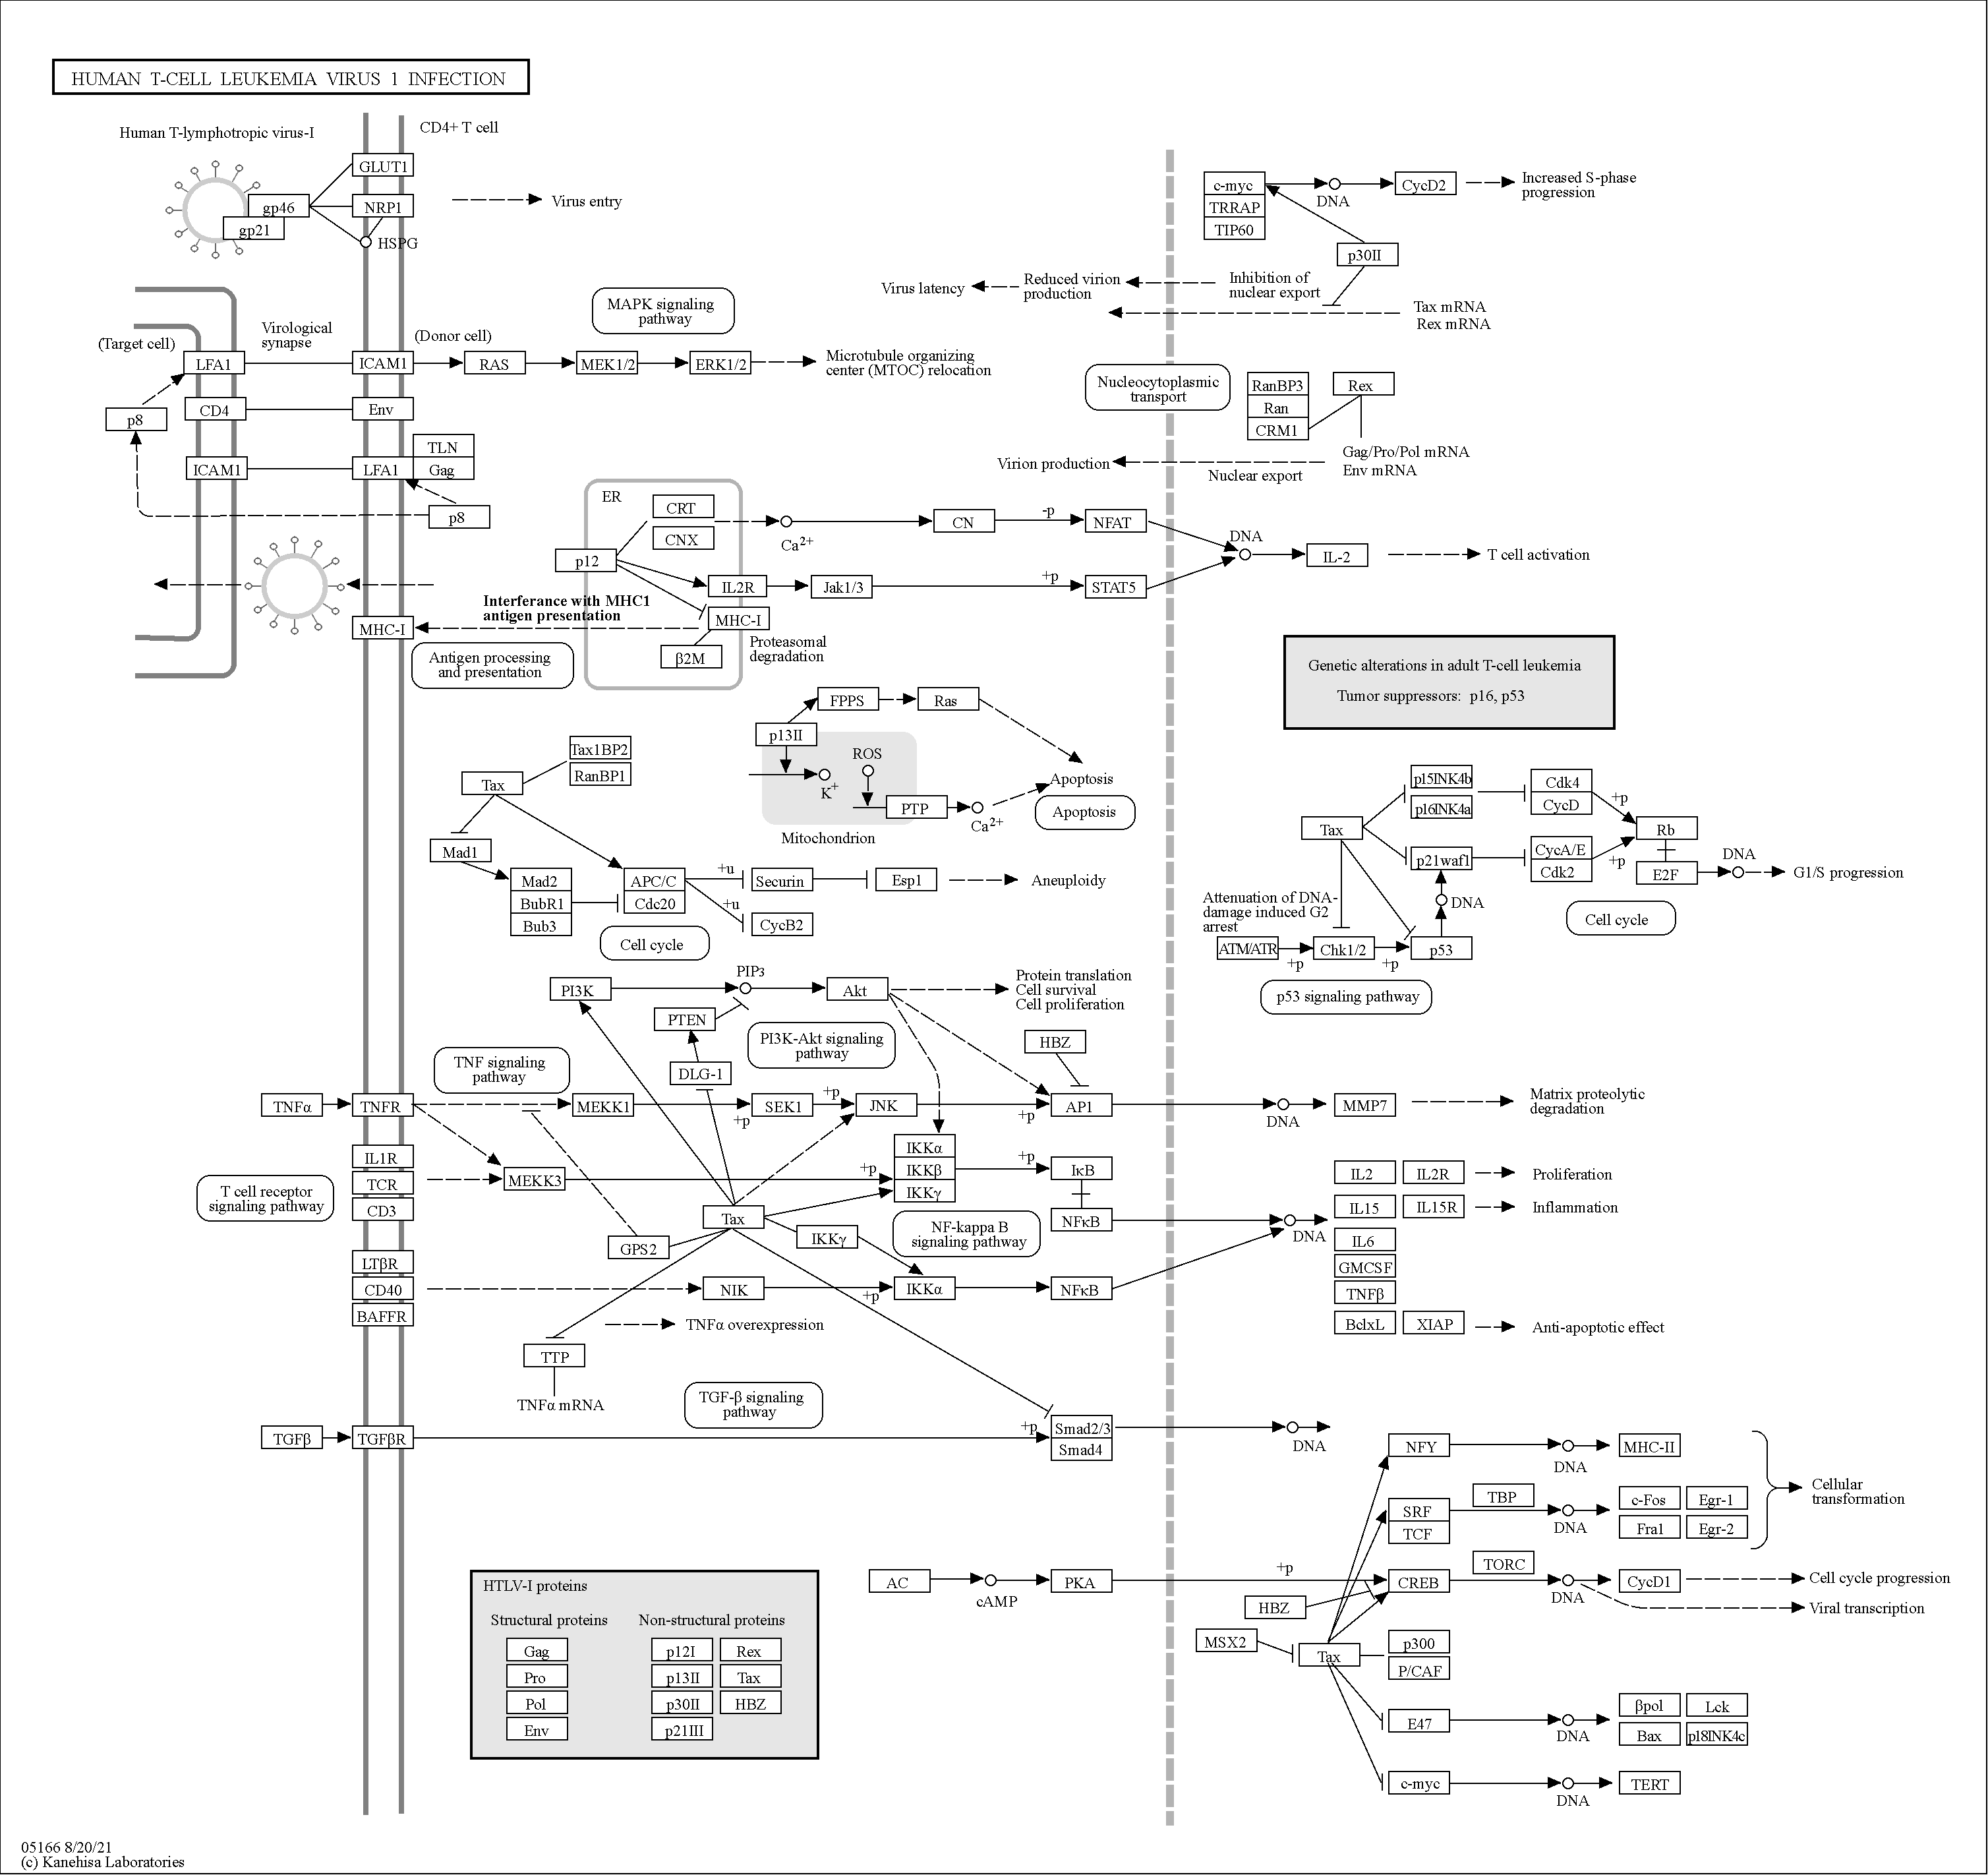 HUMAN T-CELL LEUKEMIA VIRUS 1 INFECTION
Human T-lymphotropic virus-I
CD4+ T cell
GLUT1
gp46
NRP1
gp21
HSPG
Virus entry
c-myc
TRRAP
TIP60
DNA
CycD2
Increased S-phase
progression
p30II
Virus latency
Reduced virion
production
Inhibition of
nuclear export
Tax mRNA
Rex mRNA
MAPK signaling
pathway
(Target cell)
Virological
synapse
(Donor cell)
LFA1
ICAM1
RAS
MEK1/2
ERK1/2
Microtubule organizing
center (MTOC) relocation
p8
CD4
Env
TLN
ICAM1
LFA1
Gag
p8
Nucleocytoplasmic
transport
RanBP3
Ran
CRM1
Rex
Gag/Pro/Pol mRNA
Env mRNA
Virion production
Nuclear export
ER
CRT
CNX
p12
Ca2+
CN
-p
NFAT
DNA
IL-2
T cell activation
IL2R
Jak1/3
+p
STAT5
Interferance with MHC1
antigen presentation
MHC-I
MHC-I
β2M
Proteasomal
degradation
Antigen processing
and presentation
Genetic alterations in adult T-cell leukemia
Tumor suppressors: p16, p53
FPPS
Ras
p13II
ROS
K+
PTP
Ca2+
Apoptosis
Apoptosis
Mitochondrion
Tax1BP2
RanBP1
Tax
Mad1
Mad2
BubR1
Bub3
APC/C
Cdc20
+u
Securin
Esp1
Aneuploidy
+u
CycB2
Cell cycle
p15INK4b
p16INK4a
Cdk4
CycD
+p
Tax
Rb
p21waf1
CycA/E
Cdk2
+p
E2F
DNA
G1/S progression
Attenuation of DNA-
damage induced G2
arrest
DNA
Cell cycle
ATM/ATR
+p
Chk1/2
+p
p53
p53 signaling pathway
PI3K
PIP3
Akt
Protein translation
Cell survival
Cell proliferation
PTEN
PI3K-Akt signaling
pathway
HBZ
TNF signaling
pathway
DLG-1
TNFα
TNFR
MEKK1
+p
SEK1
+p
JNK
+p
AP1
DNA
MMP7
Matrix proteolytic
degradation
IL1R
TCR
CD3
T cell receptor
signaling pathway
MEKK3
+p
IKKα
IKKβ
IKKγ
+p
IκB
NFκB
DNA
IL2
IL2R
Proliferation
IL15
IL15R
Inflammation
IL6
GMCSF
TNFβ
BclxL
XIAP
Anti-apoptotic effect
Tax
GPS2
IKKγ
NF-kappa B
signaling pathway
LTβR
CD40
BAFFR
NIK
+p
IKKα
NFκB
TNFα overexpression
TTP
TNFα mRNA
TGF-β signaling
pathway
TGFβ
TGFβR
+p
Smad2/3
Smad4
DNA
NFY
DNA
MHC-II
SRF
TCF
TBP
DNA
c-Fos
Egr-1
Fra1
Egr-2
Cellular
transformation
AC
cAMP
PKA
+p
CREB
TORC
DNA
CycD1
Cell cycle progression
Viral transcription
HBZ
MSX2
Tax
p300
P/CAF
E47
DNA
βpol
Lck
Bax
p18INK4c
c-myc
DNA
TERT
HTLV-I proteins
Structural proteins
Non-structural proteins
Gag
p12I
Rex
Pro
p13II
Tax
Pol
p30II
HBZ
Env
p21III
05166 8/20/21
(c) Kanehisa Laboratories